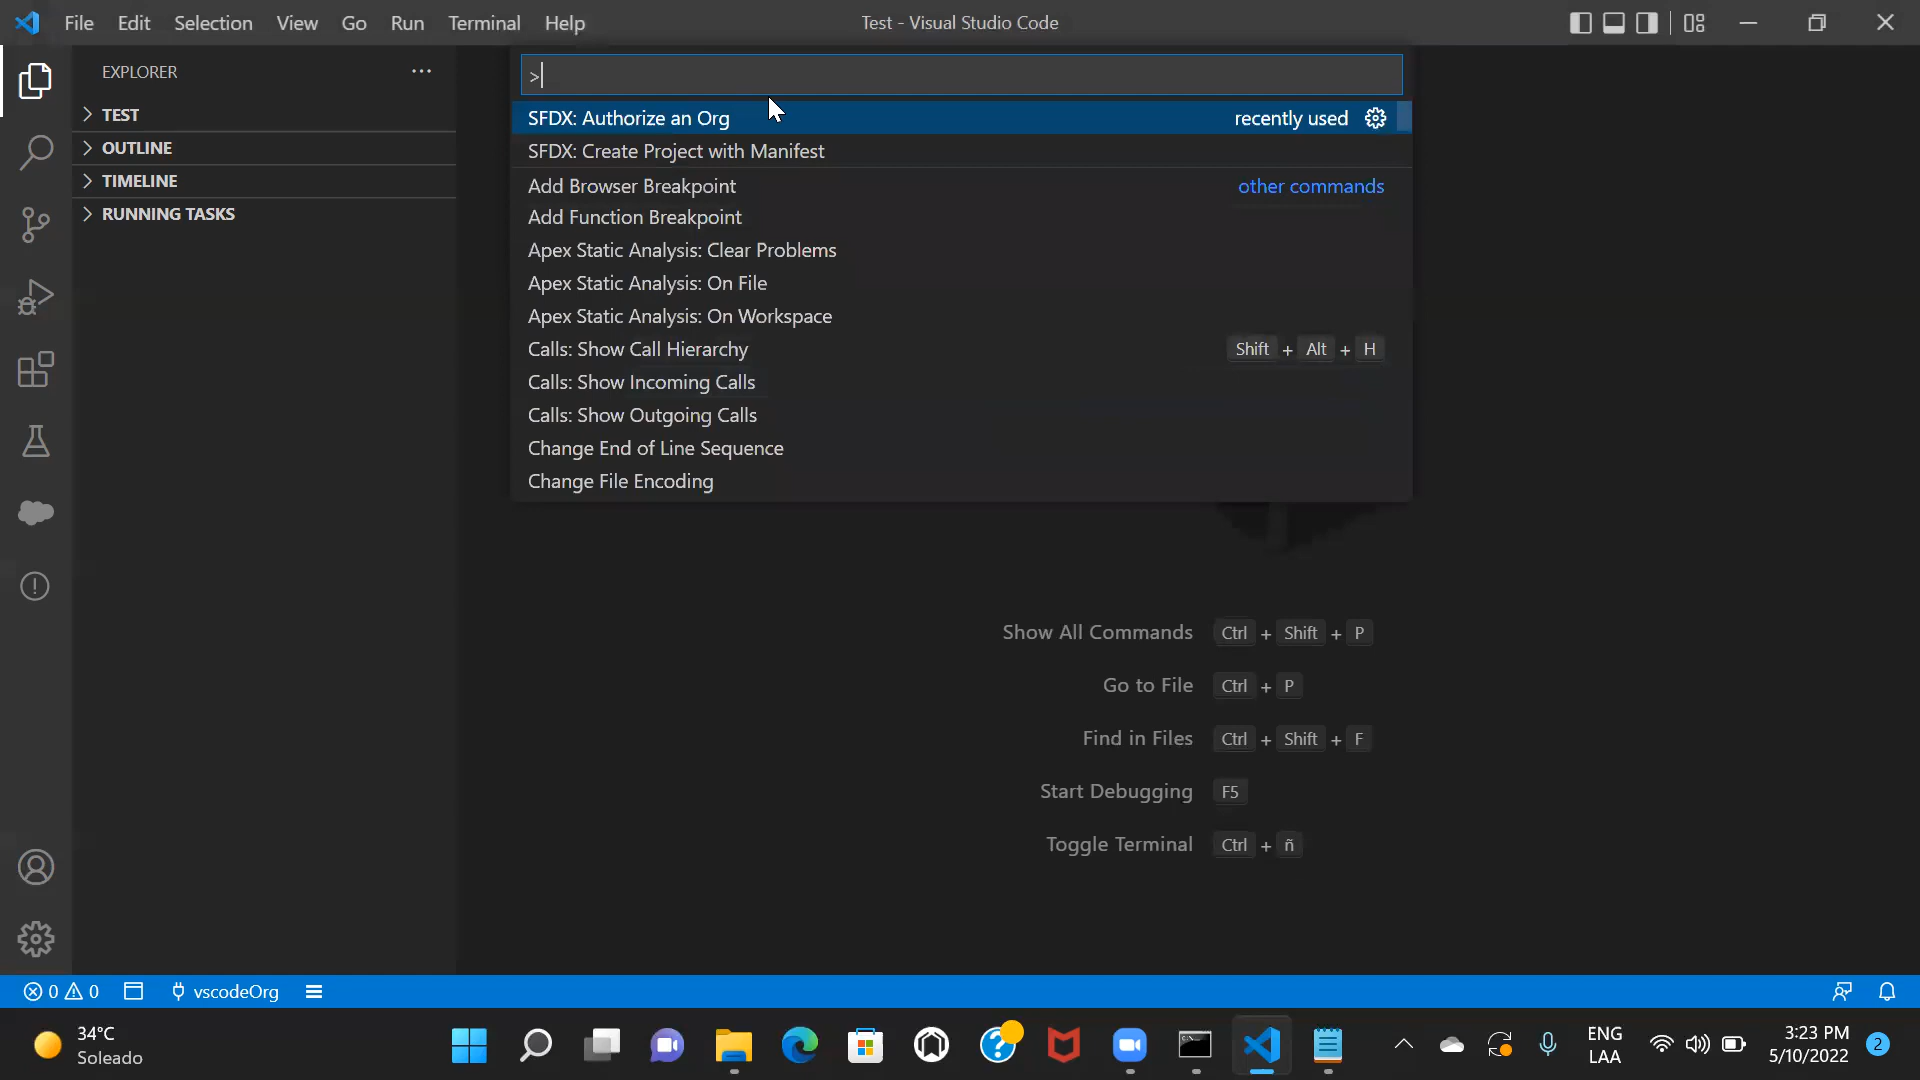 File Edit Selection View Go Run Terminal Help
Test - Visual Studio Code
EXPLORER
TEST
OUTLINE
TIMELINE
RUNNING TASKS
>
SFDX: Authorize an Org recently used
SFDX: Create Project with Manifest
Add Browser Breakpoint other commands
Add Function Breakpoint
Apex Static Analysis: Clear Problems
Apex Static Analysis: On File
Apex Static Analysis: On Workspace
Calls: Show Call Hierarchy Shift + Alt + H
Calls: Show Incoming Calls
Calls: Show Outgoing Calls
Change End of Line Sequence
Change File Encoding
Show All Commands Ctrl + Shift + P
Go to File Ctrl + P
Find in Files Ctrl + Shift + F
Start Debugging F5
Toggle Terminal Ctrl + ñ
0 0 vscodeOrg
34°C
Soleado
ENG
LAA
3:23 PM
5/10/2022
2